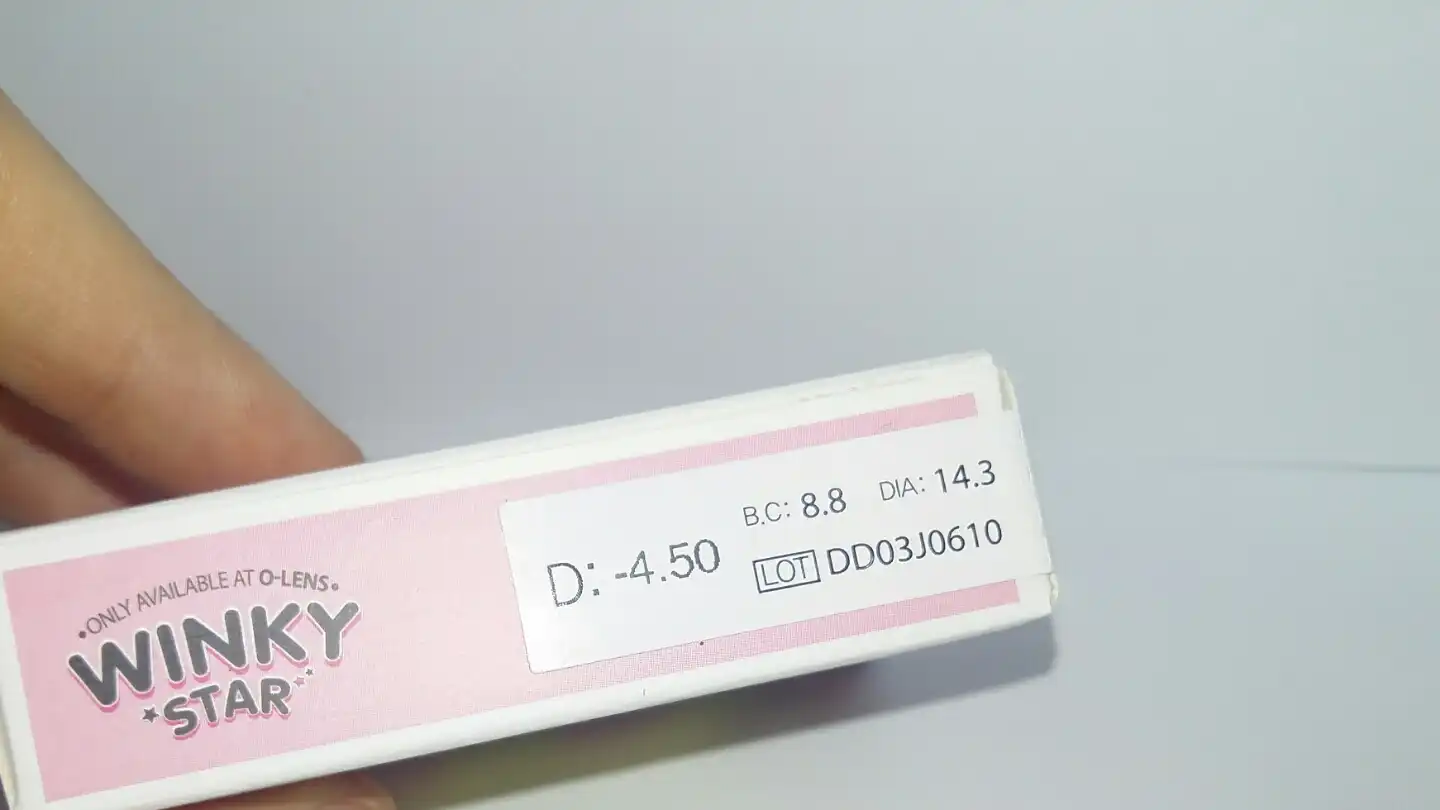 •ONLY AVAILABLE AT O-LENS•
WINKY
STAR
D: -4.50
B.C: 8.8 DIA: 14.3
LOT DD03J0610